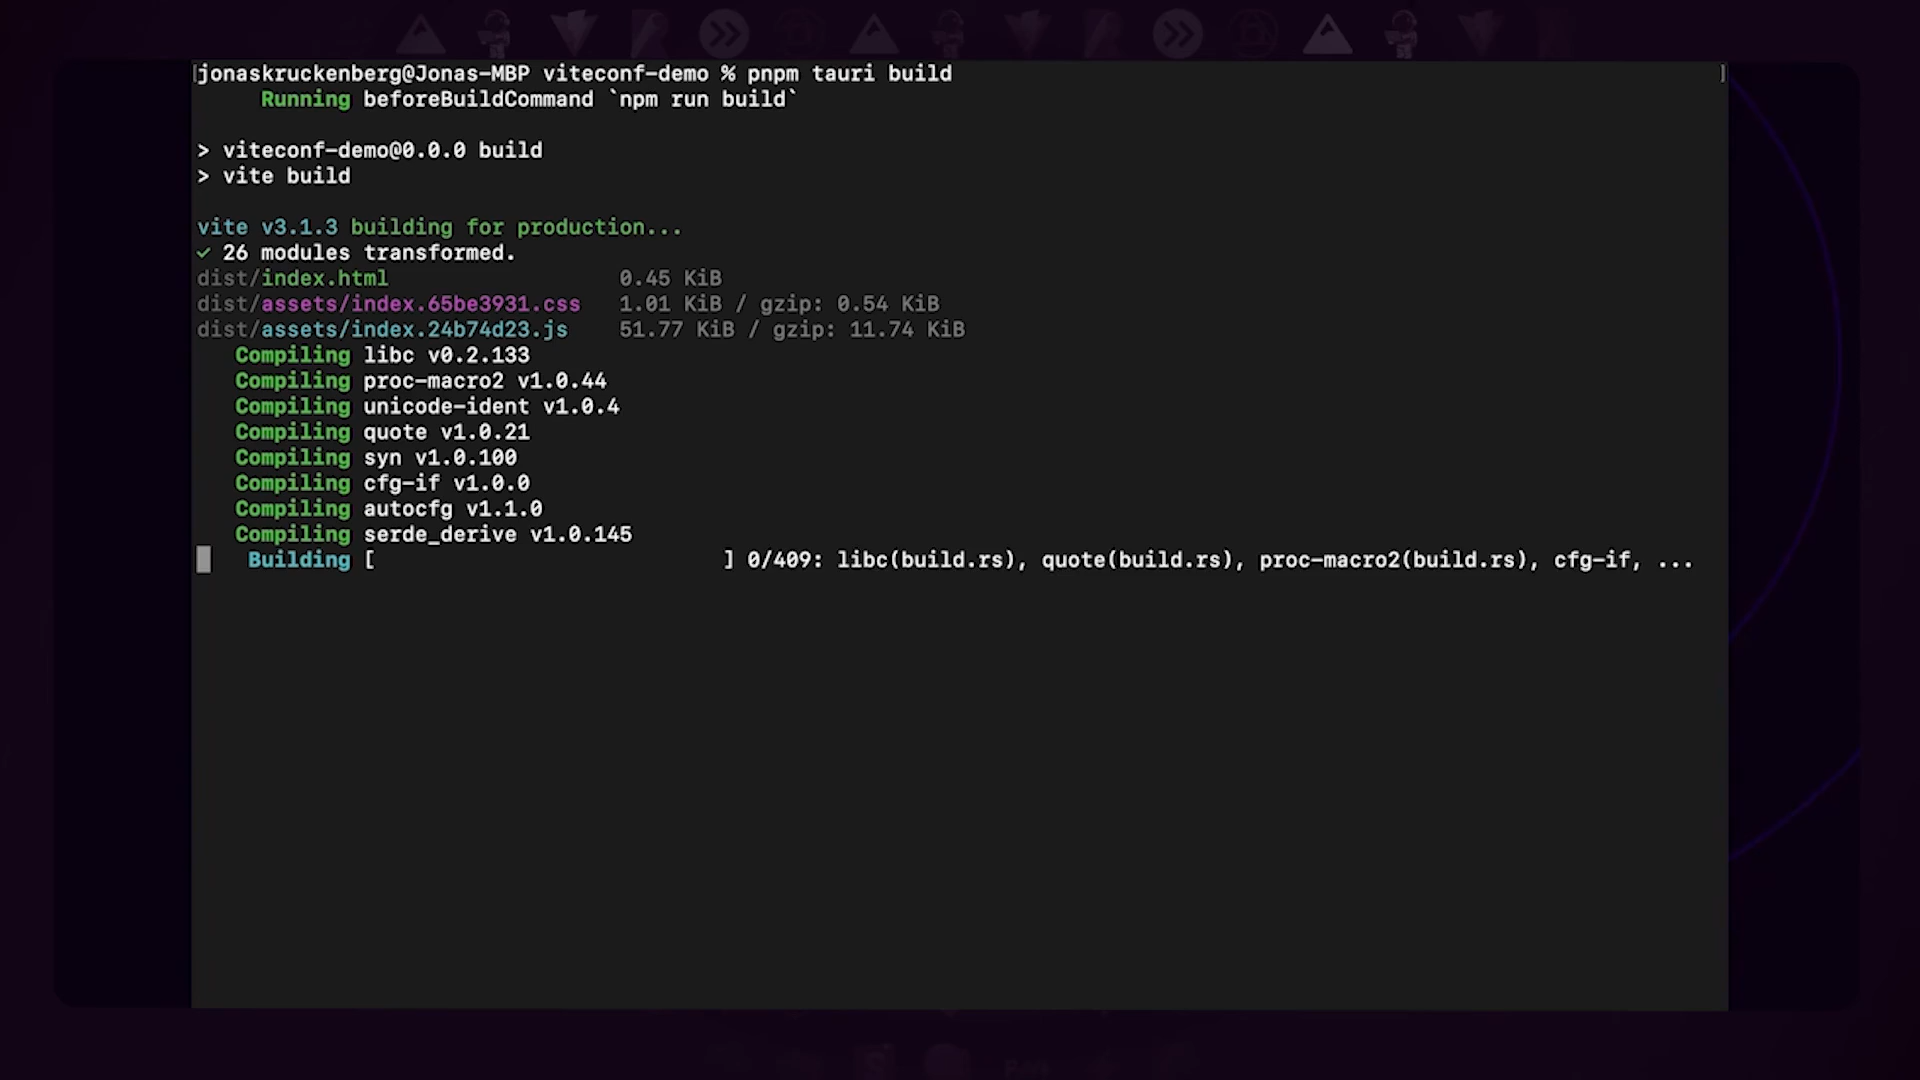 jonaskruckenberg@Jonas-MBP viteconf-demo % pnpm tauri build
Running beforeBuildCommand `npm run build`
> viteconf-demo@0.0.0 build
> vite build
vite v3.1.3 building for production...
✓ 26 modules transformed.
dist/index.html 0.45 KiB
dist/assets/index.65be3931.css 1.01 KiB / gzip: 0.54 KiB
dist/assets/index.24b74d23.js 51.77 KiB / gzip: 11.74 KiB
Compiling libc v0.2.133
Compiling proc-macro2 v1.0.44
Compiling unicode-ident v1.0.4
Compiling quote v1.0.21
Compiling syn v1.0.100
Compiling cfg-if v1.0.0
Compiling autocfg v1.1.0
Compiling serde_derive v1.0.145
Building [ ] 0/409: libc(build.rs), quote(build.rs), proc-macro2(build.rs), cfg-if, ...